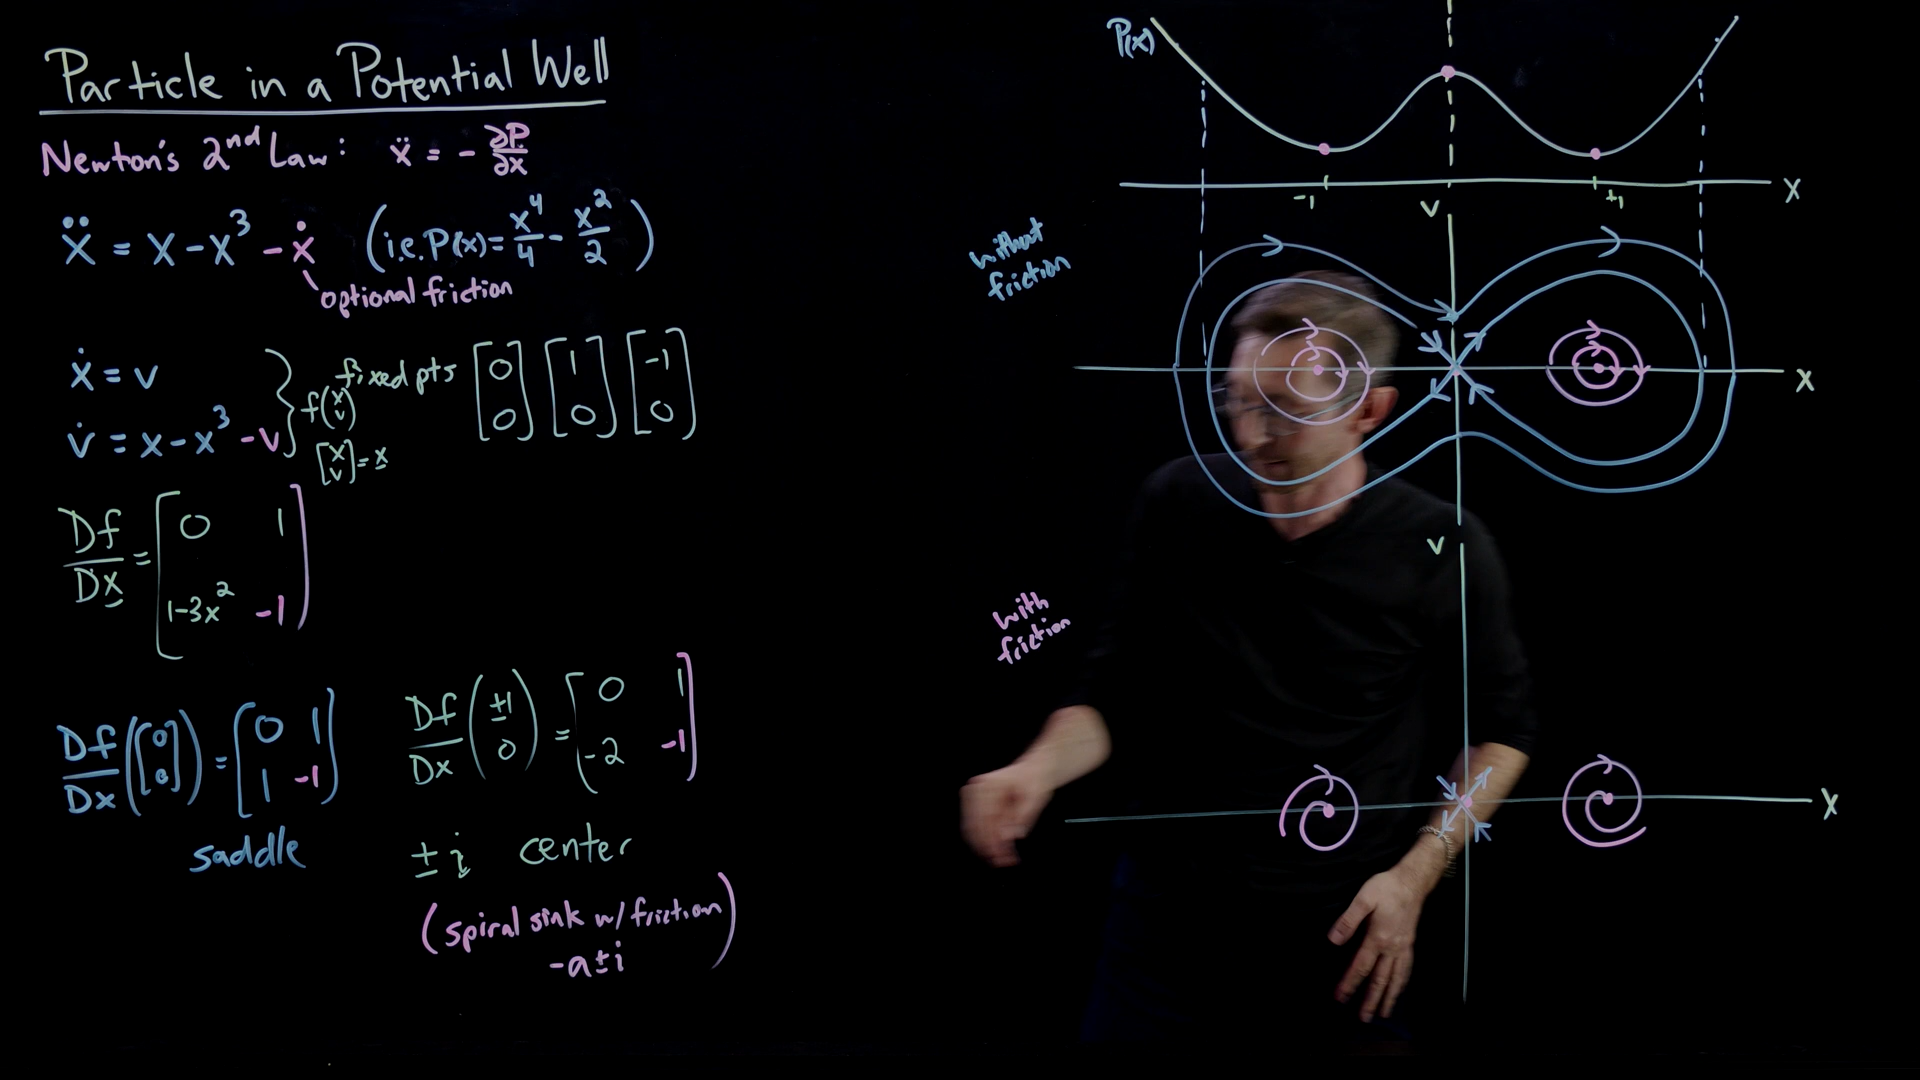 Particle in a Potential Well
Newton's 2nd Law: ẍ = - ∂P/∂x
ẍ = x - x³ - ẋ (i.e. P(x) = x⁴/4 - x²/2)
optional friction
ẋ = v
v̇ = x - x³ - v
f(x v)
[x v] = x
fixed pts [0 0] [1 0] [-1 0]
Df/Dx = [0 1
1-3x² -1]
Df/Dx ([0 0]) = [0 1
1 -1]
saddle
Df/Dx (±1 0) = [0 1
-2 -1]
± i center
(spiral sink w/ friction)
-a ± i
P(x)
-1
+1
x
without
friction
v
x
with
friction
v
x